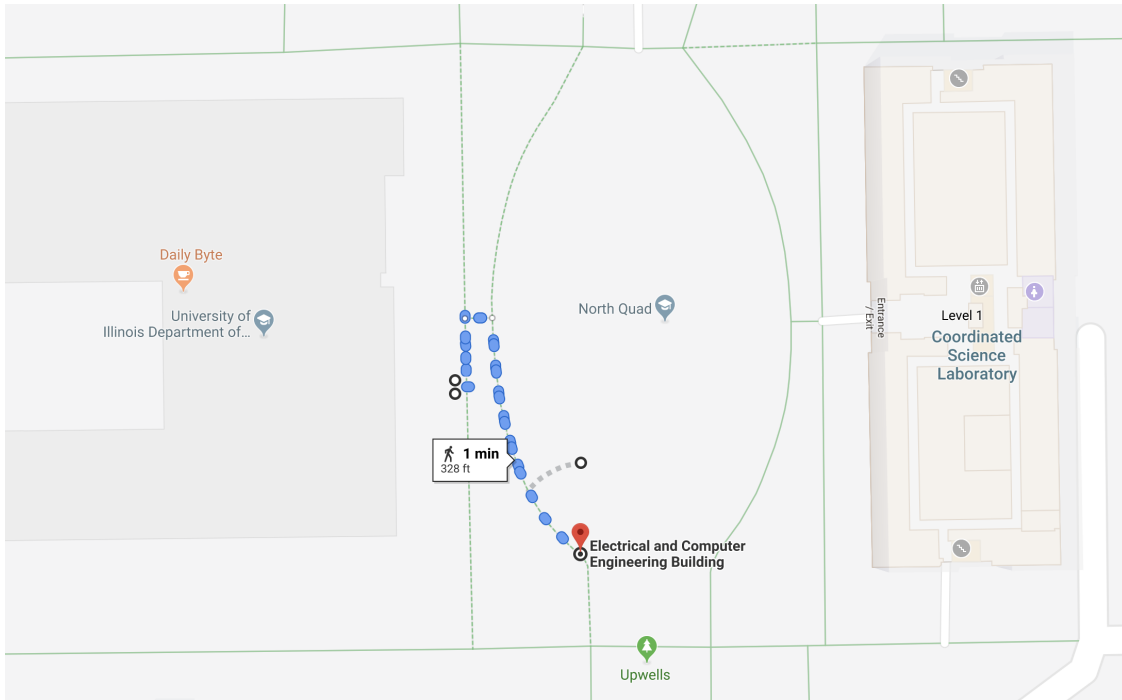 Daily Byte
University of
Illinois Department of...
North Quad
Entrance
/ Exit
Level 1
Coordinated
Science
Laboratory
1 min
328 ft
Electrical and Computer
Engineering Building
Upwells